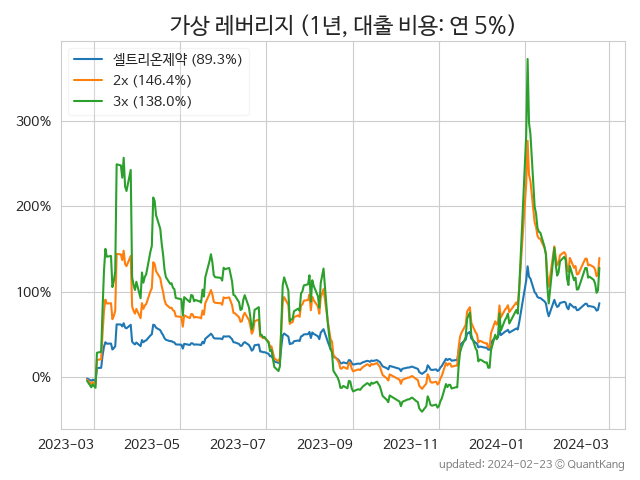 가상 레버리지 (1년, 대출 비용: 연 5%)
셀트리온제약 (89.3%)
2x (146.4%)
3x (138.0%)
300%
200%
100%
0%
2023-03 2023-05 2023-07 2023-09 2023-11 2024-01 2024-03
updated: 2024-02-23 © QuantKang